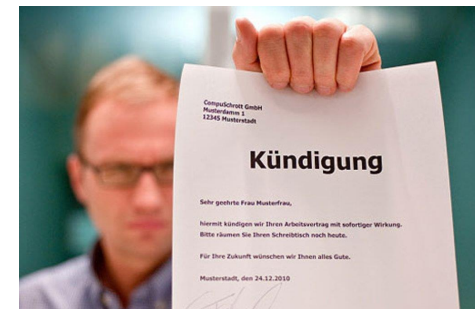 CompuSchrott GmbH
Musterdamm 1
12345 Musterstadt
Kündigung
Sehr geehrte Frau Musterfrau,
hiermit kündigen wir Ihren Arbeitsvertrag mit sofortiger Wirkung.
Bitte räumen Sie Ihren Schreibtisch noch heute.
Für Ihre Zukunft wünschen wir Ihnen alles Gute.
Musterstadt, den 24.12.2010